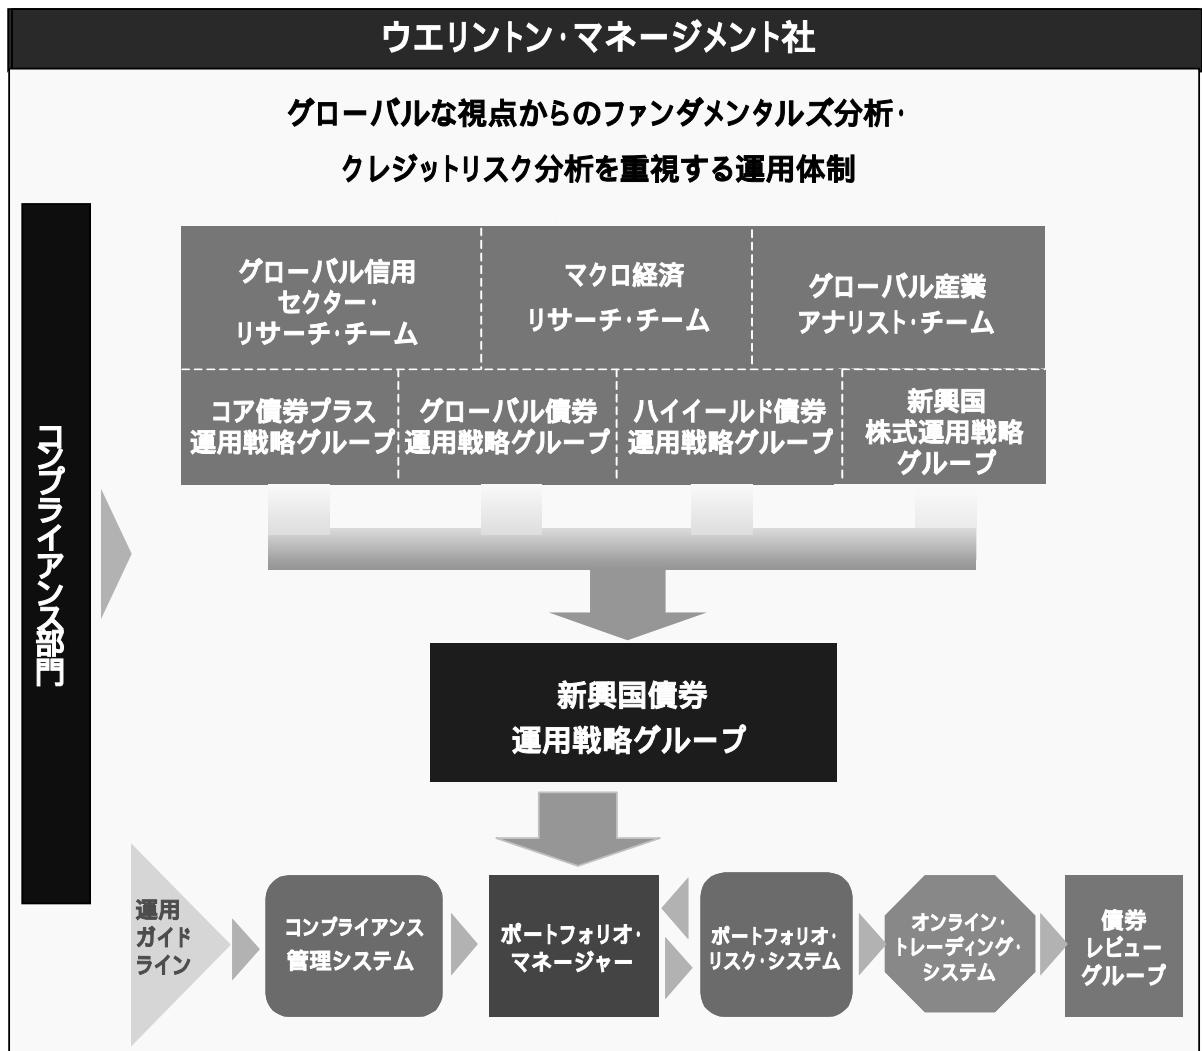 ウエリントン・マネージメント社
グローバルな視点からのファンダメンタルズ分析・
クレジットリスク分析を重視する運用体制
コンプライアンス部門
グローバル信用
セクター・
リサーチ・チーム
マクロ経済
リサーチ・チーム
グローバル産業
アナリスト・チーム
コア債券プラス
運用戦略グループ
グローバル債券
運用戦略グループ
ハイイールド債券
運用戦略グループ
新興国
株式運用戦略
グループ
新興国債券
運用戦略グループ
運用
ガイド
ライン
コンプライアンス
管理システム
ポートフォリオ・
マネージャー
ポートフォリオ・
リスク・システム
オンライン・
トレーディング・
システム
債券
レビュー
グループ